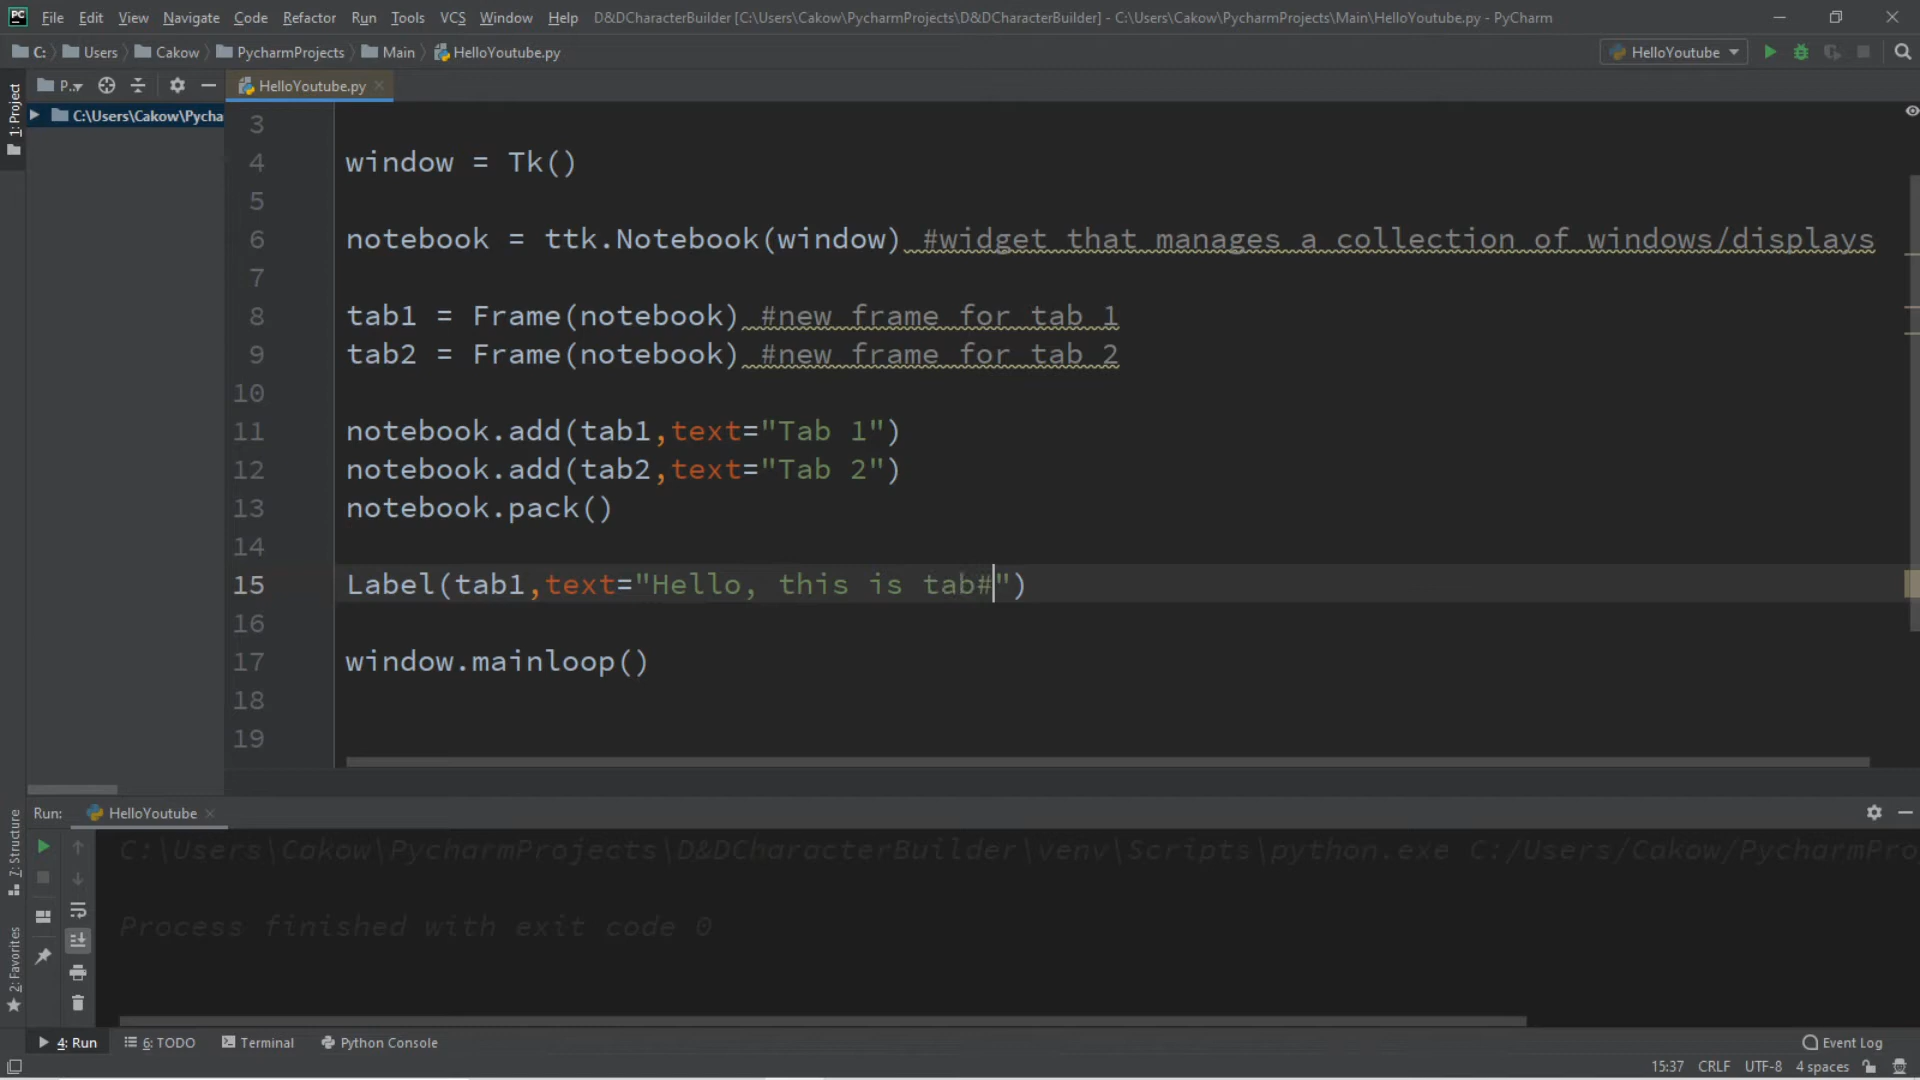 PC File Edit View Navigate Code Refactor Run Tools VCS Window Help D&DCharacterBuilder [C:\Users\Cakow\PycharmProjects\D&DCharacterBuilder] - C:\Users\Cakow\PycharmProjects\Main\HelloYoutube.py - PyCharm
C: Users Cakow PycharmProjects Main HelloYoutube.py HelloYoutube
1: Project P.. HelloYoutube.py
C:\Users\Cakow\Pycha
3
4 window = Tk()
5
6 notebook = ttk.Notebook(window) #widget that manages a collection of windows/displays
7
8 tab1 = Frame(notebook) #new frame for tab 1
9 tab2 = Frame(notebook) #new frame for tab 2
10
11 notebook.add(tab1,text="Tab 1")
12 notebook.add(tab2,text="Tab 2")
13 notebook.pack()
14
15 Label(tab1,text="Hello, this is tab#")
16
17 window.mainloop()
18
19
Run: HelloYoutube
7: Structure
2: Favorites
C:\Users\Cakow\PycharmProjects\D&DCharacterBuilder\venv\Scripts\python.exe C:/Users/Cakow/PycharmPro
Process finished with exit code 0
4: Run 6: TODO Terminal Python Console Event Log
15:37 CRLF UTF-8 4 spaces